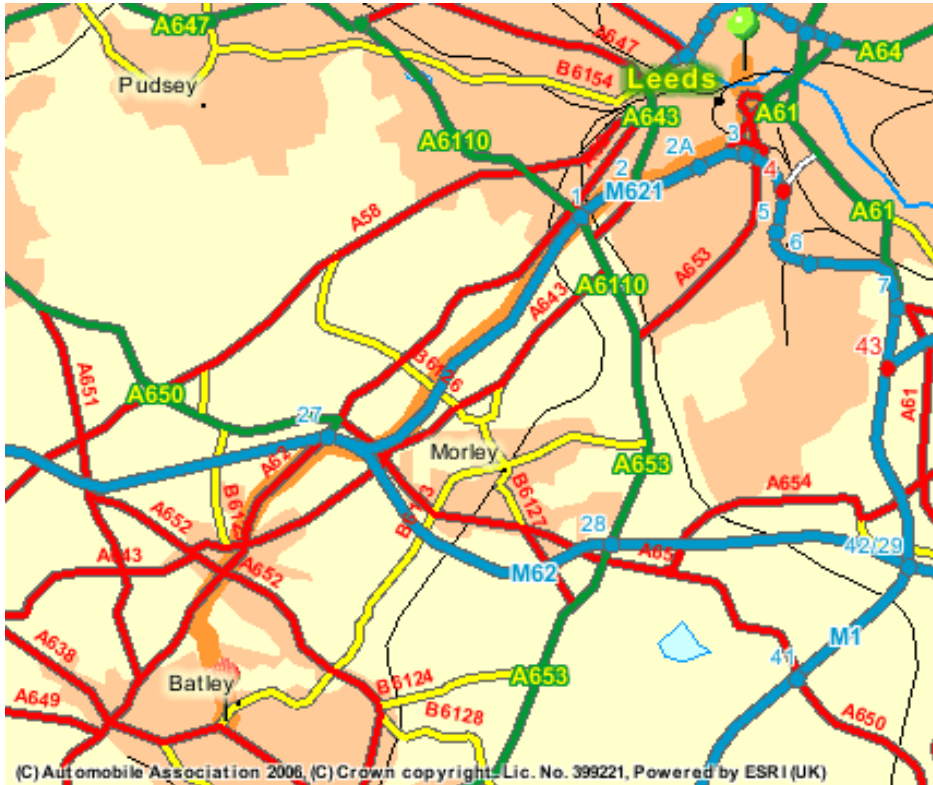 A647
A647
A64
Pudsey
B6154
Leeds
A643
A61
A6110
2A
3
2
4
1
M621
A58
5
A61
6
A653
A6110
A643
7
B6126
43
A651
A650
27
A61
Morley
A62
A653
B6127
A654
A652
28
A643
42/29
A652
M62
M1
A638
41
Batley
B6124
A653
A649
B6128
A650
(C) Automobile Association 2006, (C) Crown copyright. Lic. No. 399221, Powered by ESRI (UK)